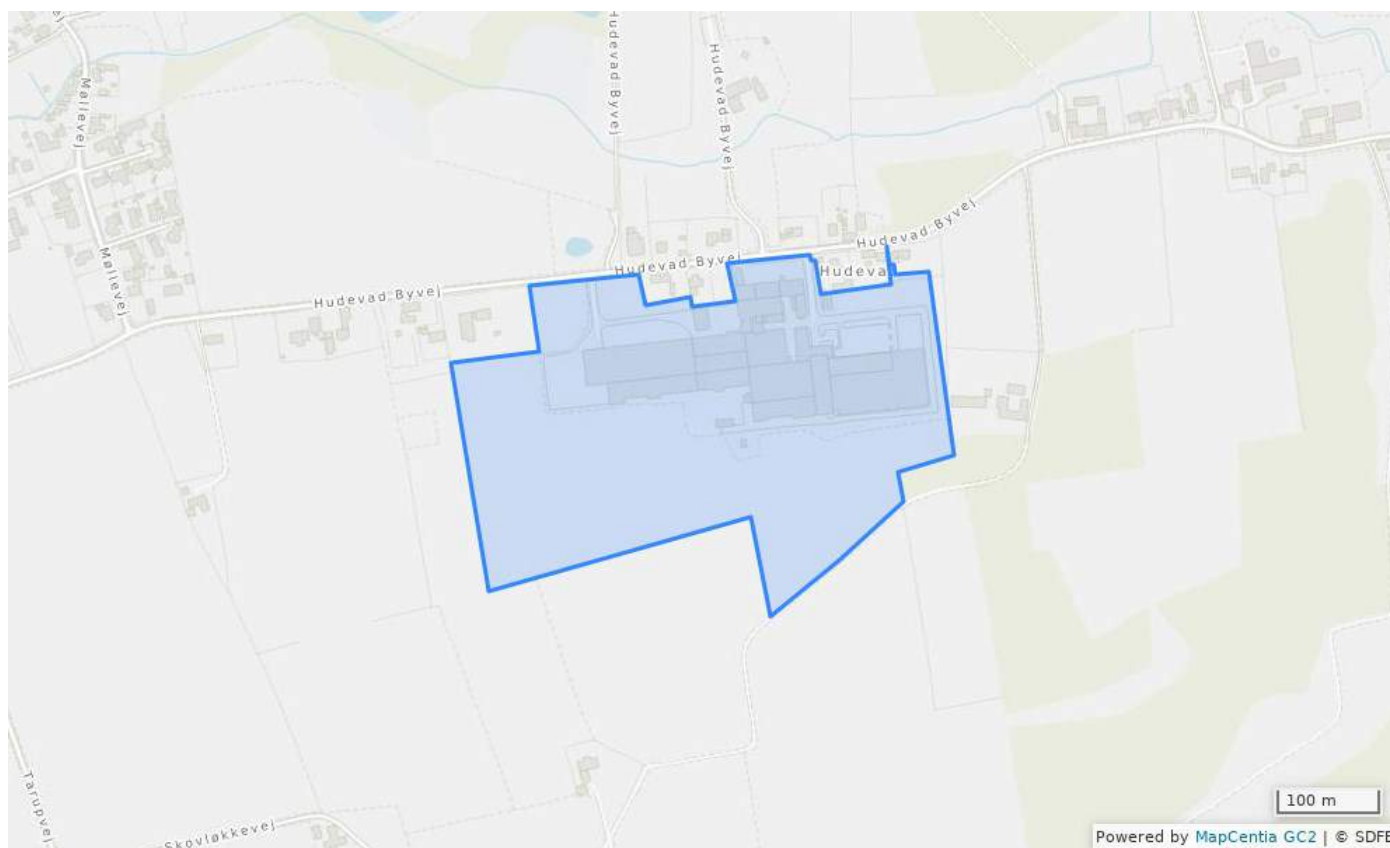 ej
Møllevej
Møllevej
Hudevad Byvej
Hudevad Byvej
Hudevad Byvej
Hudevad Byvej
Hudevad Byvej
Hudeva
Tarupvej
Skovløkkevej
100 m
Powered by MapCentia GC2 | © SDFE